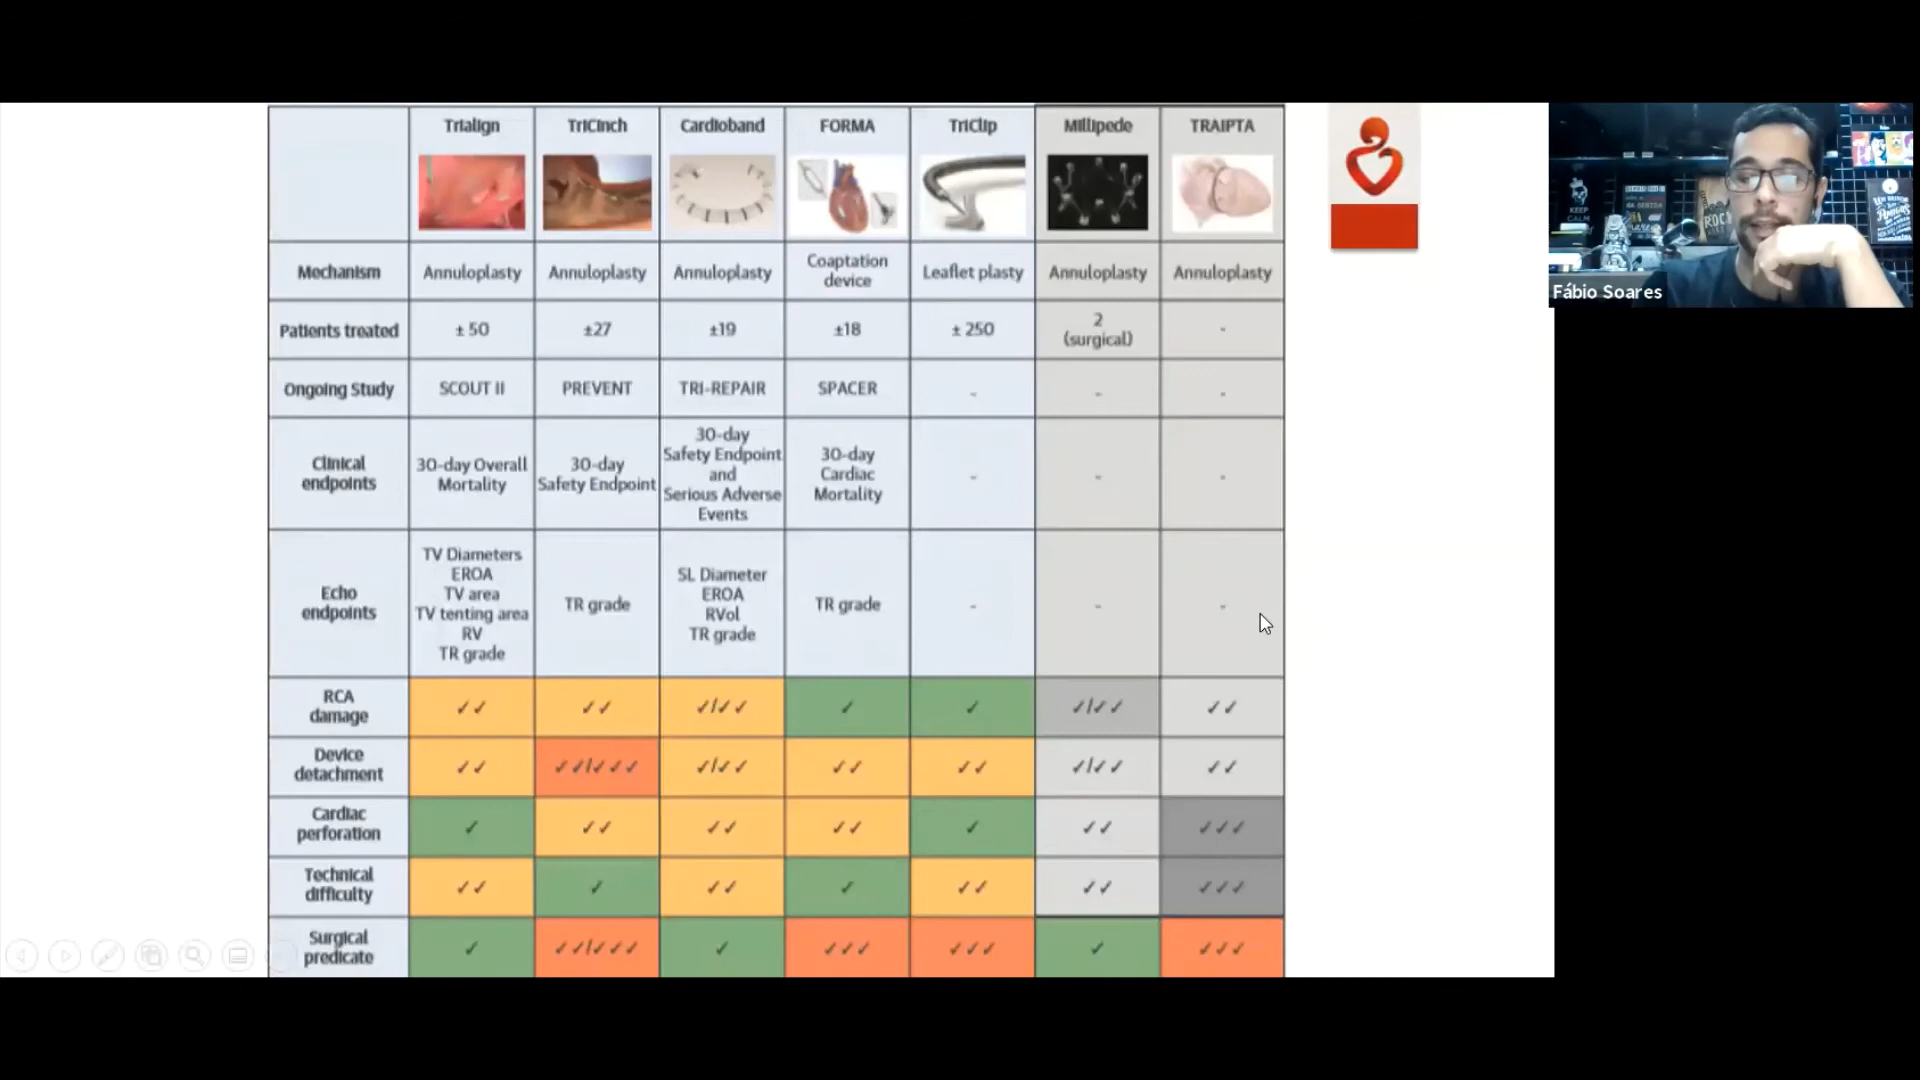 Trialign TriCinch Cardioband FORMA TriClip Millipede TRAIPTA
Mechanism Annuloplasty Annuloplasty Annuloplasty Coaptation device Leaflet plasty Annuloplasty Annuloplasty
Patients treated ± 50 ±27 ±19 ±18 ± 250 2 (surgical) -
Ongoing Study SCOUT II PREVENT TRI-REPAIR SPACER - - -
Clinical endpoints 30-day Overall Mortality 30-day Safety Endpoint 30-day Safety Endpoint and Serious Adverse Events 30-day Cardiac Mortality - - -
Echo endpoints TV Diameters EROA TV area TV tenting area RV TR grade TR grade SL Diameter EROA RVol TR grade TR grade - - -
RCA damage ✓✓ ✓✓ ✓/✓✓ ✓ ✓ ✓/✓✓ ✓✓
Device detachment ✓✓ ✓✓/✓✓✓ ✓/✓✓ ✓✓ ✓✓ ✓/✓✓ ✓✓
Cardiac perforation ✓ ✓✓ ✓✓ ✓✓ ✓ ✓✓ ✓✓✓
Technical difficulty ✓✓ ✓ ✓✓ ✓ ✓✓ ✓✓ ✓✓✓
Surgical predicate ✓ ✓✓/✓✓✓ ✓ ✓✓✓ ✓✓✓ ✓ ✓✓✓
KEEP
CALM
ROCK
Fábio Soares